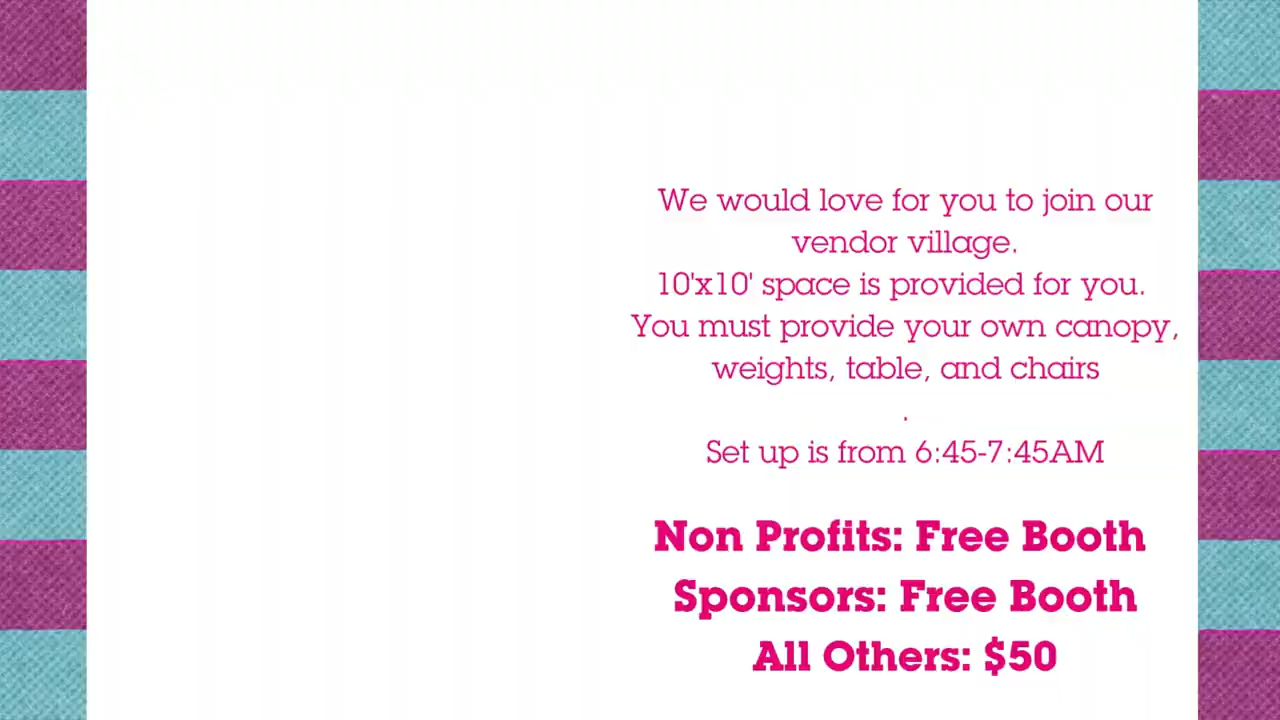 We would love for you to join our
vendor village.
10'x10' space is provided for you.
You must provide your own canopy,
weights, table, and chairs
.
Set up is from 6:45-7:45AM
Non Profits: Free Booth
Sponsors: Free Booth
All Others: $50